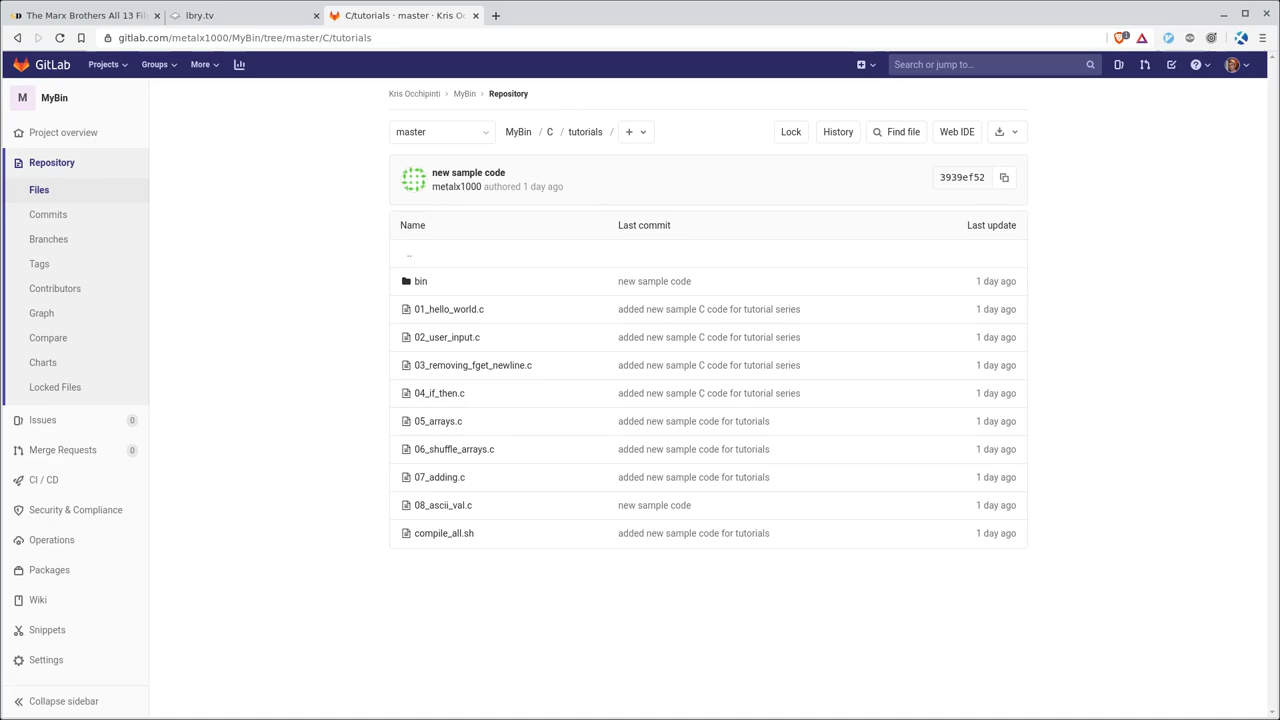 The Marx Brothers All 13 Fil
lbry.tv
C/tutorials · master · Kris Oc
gitlab.com/metalx1000/MyBin/tree/master/C/tutorials
1
GitLab
Projects
Groups
More
Search or jump to...
M
MyBin
Project overview
Repository
Files
Commits
Branches
Tags
Contributors
Graph
Compare
Charts
Locked Files
Issues
0
Merge Requests
0
CI / CD
Security & Compliance
Operations
Packages
Wiki
Snippets
Settings
Collapse sidebar
Kris Occhipinti > MyBin > Repository
master
MyBin / C / tutorials /
Lock
History
Find file
Web IDE
new sample code
metalx1000 authored 1 day ago
3939ef52
Name Last commit Last update
..
bin new sample code 1 day ago
01_hello_world.c added new sample C code for tutorial series 1 day ago
02_user_input.c added new sample C code for tutorial series 1 day ago
03_removing_fget_newline.c added new sample C code for tutorial series 1 day ago
04_if_then.c added new sample C code for tutorial series 1 day ago
05_arrays.c added new sample code for tutorials 1 day ago
06_shuffle_arrays.c added new sample code for tutorials 1 day ago
07_adding.c added new sample code for tutorials 1 day ago
08_ascii_val.c new sample code 1 day ago
compile_all.sh added new sample code for tutorials 1 day ago